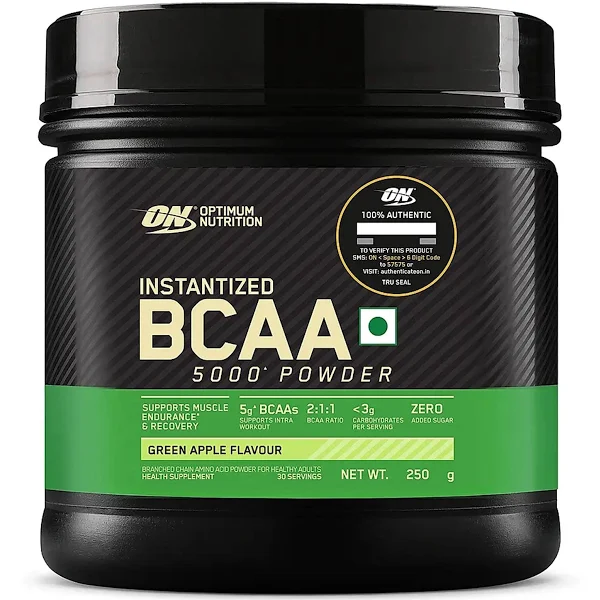 ON® OPTIMUM
NUTRITION
ON
100% AUTHENTIC
TO VERIFY THIS PRODUCT
SMS: ON < Space > 6 Digit Code
to 57575 or
VISIT: authenticateon.in
TRU SEAL
INSTANTIZED
BCAA
5000* POWDER
SUPPORTS MUSCLE
ENDURANCE*
& RECOVERY
5g* BCAAs
SUPPORTS INTRA
WORKOUT
2:1:1
BCAA RATIO
<3g
CARBOHYDRATES
PER SERVING
ZERO
ADDED SUGAR
GREEN APPLE FLAVOUR
BRANCHED CHAIN AMINO ACID POWDER FOR HEALTHY ADULTS
HEALTH SUPPLEMENT 30 SERVINGS
NET WT. 250 g